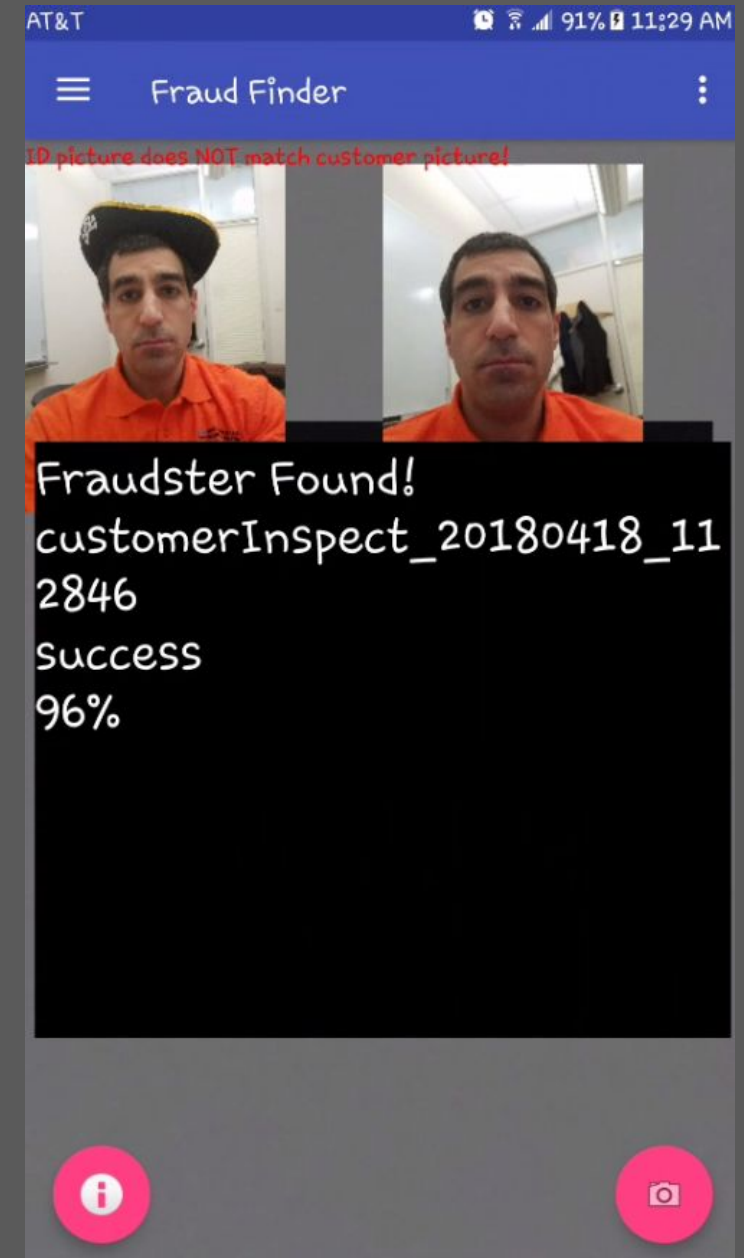 AT&T 91% 11:29 AM
Fraud Finder
ID picture does NOT match customer picture!
Fraudster Found!
customerInspect_20180418_11
2846
success
96%